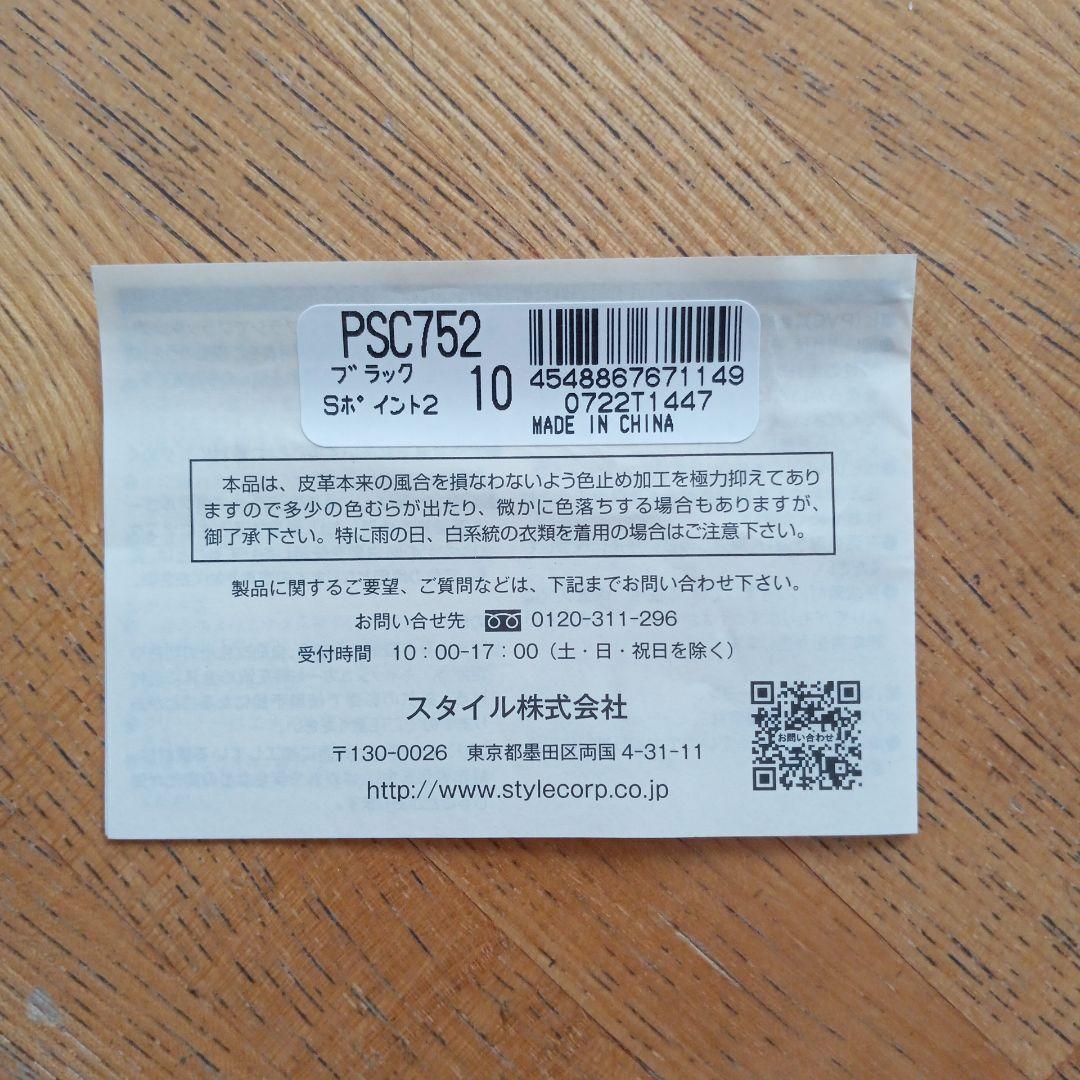 PSC752
ブラック
Sポイント2
10
4548867671149
0722T1447
MADE IN CHINA
本品は、皮革本来の風合を損なわないよう色止め加工を極力抑えてあり
ますので多少の色むらが出たり、微かに色落ちする場合もありますが、
御了承下さい。特に雨の日、白系統の衣類を着用の場合はご注意下さい。
製品に関するご要望、ご質問などは、下記までお問い合わせ下さい。
お問い合せ先 0120-311-296
受付時間 10：00-17：00（土・日・祝日を除く）
スタイル株式会社
〒130-0026 東京都墨田区両国 4-31-11
http://www.stylecorp.co.jp
お問い合わせ